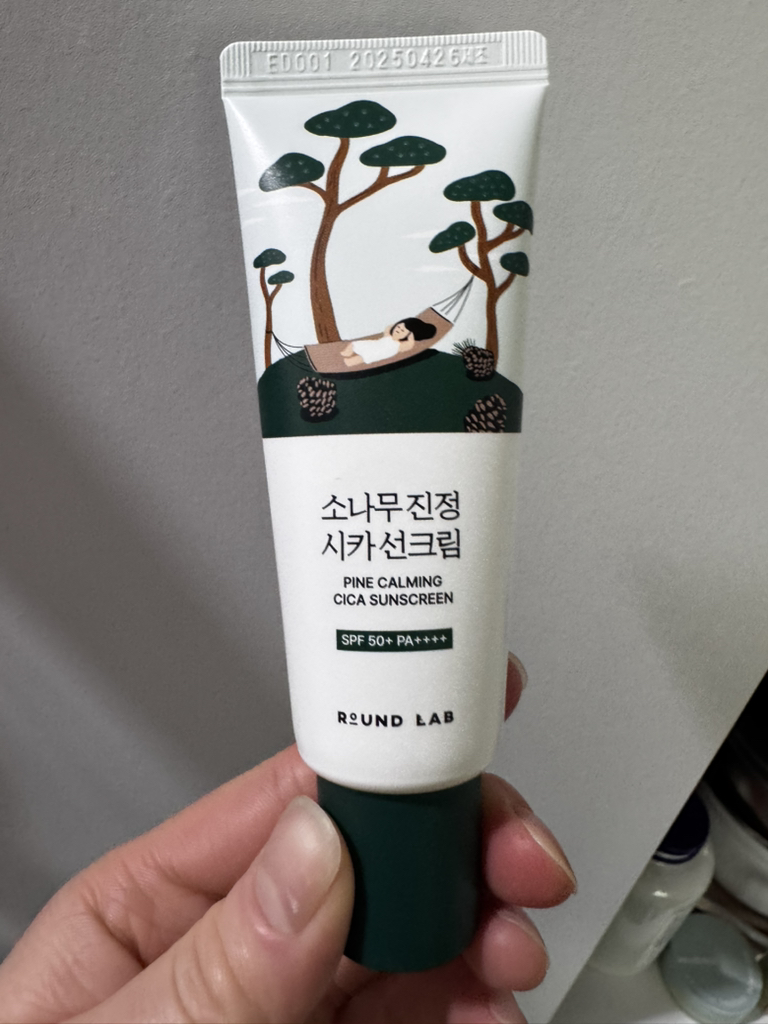 ED001 20250426제조
소나무 진정
시카 선크림
PINE CALMING
CICA SUNSCREEN
SPF 50+ PA++++
ROUND LAB